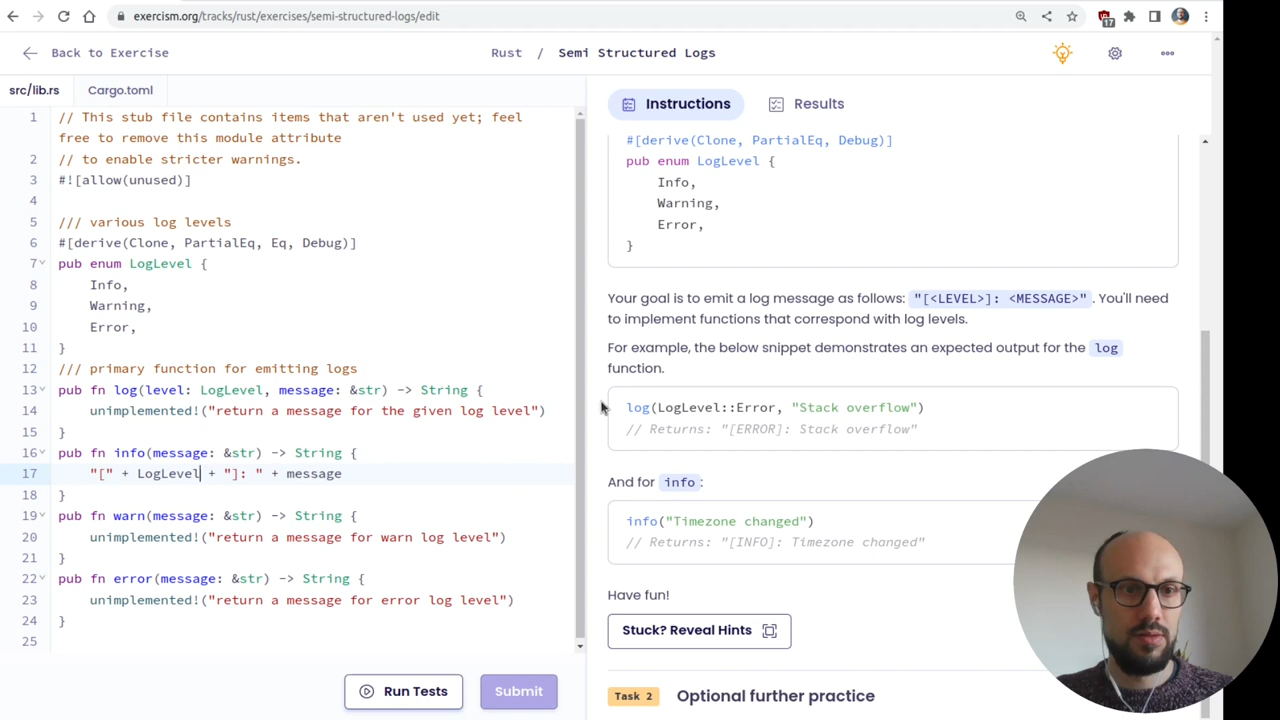 exercism.org/tracks/rust/exercises/semi-structured-logs/edit
17
Back to Exercise
Rust / Semi Structured Logs
src/lib.rs
Cargo.toml
1 // This stub file contains items that aren't used yet; feel
free to remove this module attribute
2 // to enable stricter warnings.
3 #![allow(unused)]
4
5 /// various log levels
6 #[derive(Clone, PartialEq, Eq, Debug)]
7 pub enum LogLevel {
8 Info,
9 Warning,
10 Error,
11 }
12 /// primary function for emitting logs
13 pub fn log(level: LogLevel, message: &str) -> String {
14 unimplemented!("return a message for the given log level")
15 }
16 pub fn info(message: &str) -> String {
17 "[" + LogLevel + "]: " + message
18 }
19 pub fn warn(message: &str) -> String {
20 unimplemented!("return a message for warn log level")
21 }
22 pub fn error(message: &str) -> String {
23 unimplemented!("return a message for error log level")
24 }
25
Run Tests
Submit
Instructions
Results
#[derive(Clone, PartialEq, Debug)]
pub enum LogLevel {
Info,
Warning,
Error,
}
Your goal is to emit a log message as follows: "[<LEVEL>]: <MESSAGE>". You'll need
to implement functions that correspond with log levels.
For example, the below snippet demonstrates an expected output for the log
function.
log(LogLevel::Error, "Stack overflow")
// Returns: "[ERROR]: Stack overflow"
And for info:
info("Timezone changed")
// Returns: "[INFO]: Timezone changed"
Have fun!
Stuck? Reveal Hints
Task 2 Optional further practice